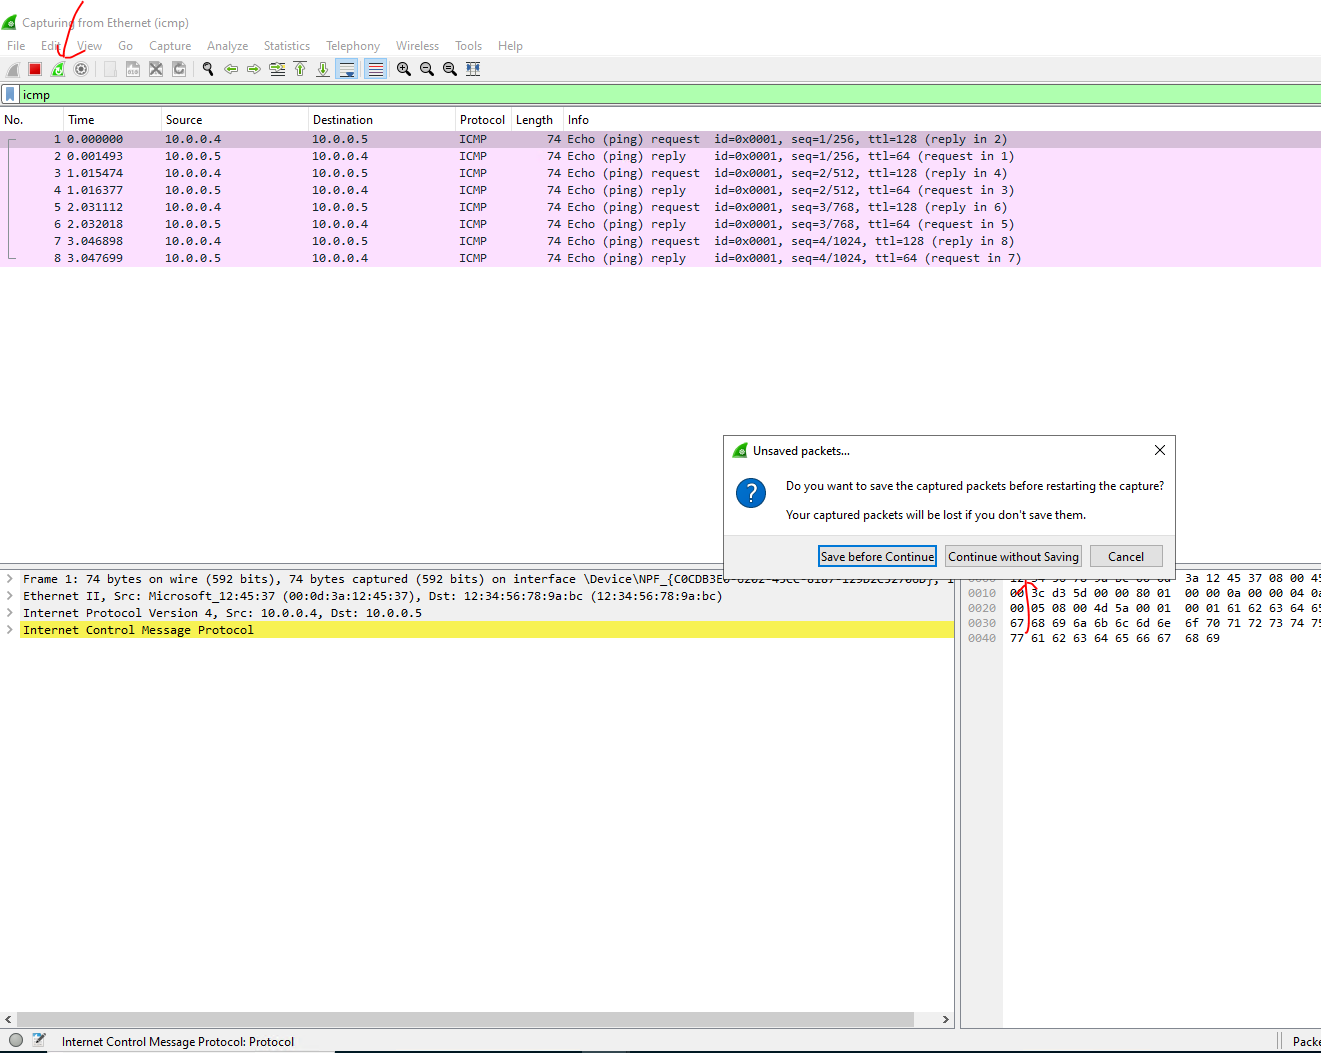 Capturing from Ethernet (icmp)
File Edit View Go Capture Analyze Statistics Telephony Wireless Tools Help
icmp
No. Time Source Destination Protocol Length Info
1 0.000000 10.0.0.4 10.0.0.5 ICMP 74 Echo (ping) request id=0x0001, seq=1/256, ttl=128 (reply in 2)
2 0.001493 10.0.0.5 10.0.0.4 ICMP 74 Echo (ping) reply id=0x0001, seq=1/256, ttl=64 (request in 1)
3 1.015474 10.0.0.4 10.0.0.5 ICMP 74 Echo (ping) request id=0x0001, seq=2/512, ttl=128 (reply in 4)
4 1.016377 10.0.0.5 10.0.0.4 ICMP 74 Echo (ping) reply id=0x0001, seq=2/512, ttl=64 (request in 3)
5 2.031112 10.0.0.4 10.0.0.5 ICMP 74 Echo (ping) request id=0x0001, seq=3/768, ttl=128 (reply in 6)
6 2.032018 10.0.0.5 10.0.0.4 ICMP 74 Echo (ping) reply id=0x0001, seq=3/768, ttl=64 (request in 5)
7 3.046898 10.0.0.4 10.0.0.5 ICMP 74 Echo (ping) request id=0x0001, seq=4/1024, ttl=128 (reply in 8)
8 3.047699 10.0.0.5 10.0.0.4 ICMP 74 Echo (ping) reply id=0x0001, seq=4/1024, ttl=64 (request in 7)
Unsaved packets...
Do you want to save the captured packets before restarting the capture?
Your captured packets will be lost if you don't save them.
Save before Continue Continue without Saving Cancel
Frame 1: 74 bytes on wire (592 bits), 74 bytes captured (592 bits) on interface
Ethernet II, Src: Microsoft_12:45:37 (00:0d:3a:12:45:37), Dst: 12:34:56:78:9a:bc (12:34:56:78:9a:bc)
Internet Protocol Version 4, Src: 10.0.0.4, Dst: 10.0.0.5
Internet Control Message Protocol
3a 12 45 37 08 00 45
0010 00 3c d3 5d 00 00 80 01 00 00 0a 00 00 04 0a
0020 00 05 08 00 4d 5a 00 01 00 01 61 62 63 64 65
0030 67 68 69 6a 6b 6c 6d 6e 6f 70 71 72 73 74 75
0040 77 61 62 63 64 65 66 67 68 69
Internet Control Message Protocol: Protocol
Packe